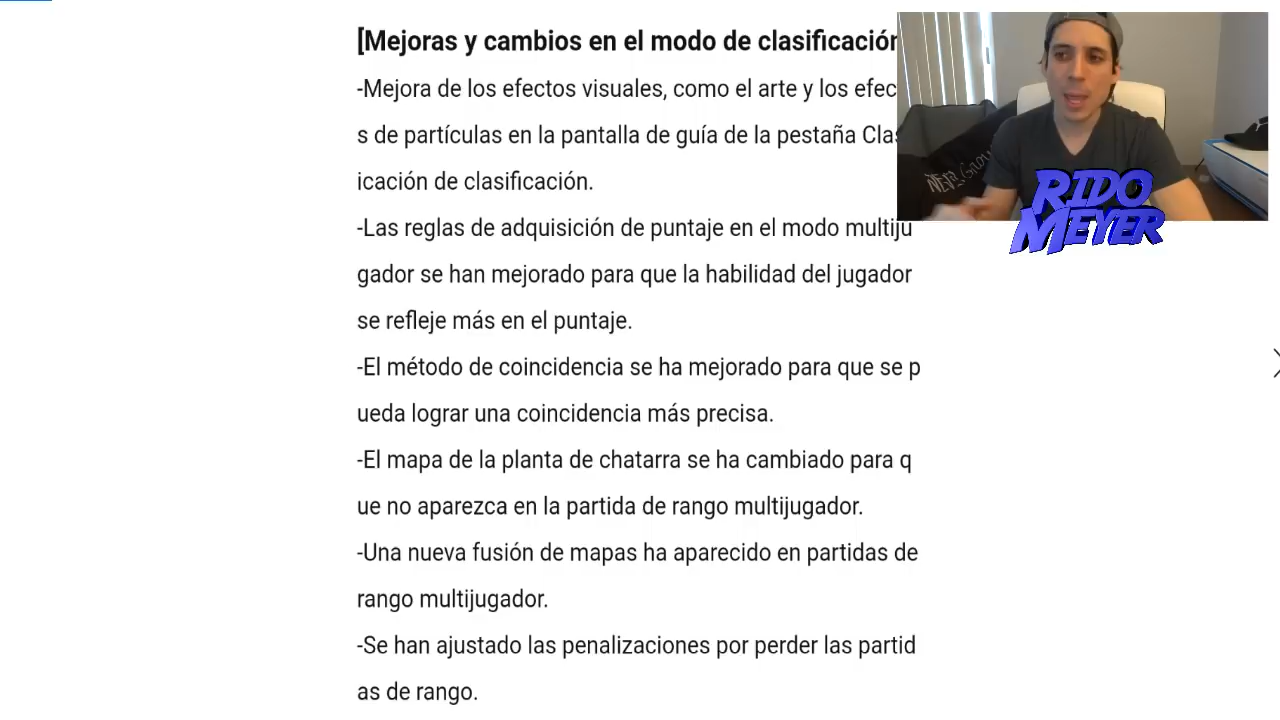 [Mejoras y cambios en el modo de clasificación
-Mejora de los efectos visuales, como el arte y los efec
s de partículas en la pantalla de guía de la pestaña Clas
icación de clasificación.
-Las reglas de adquisición de puntaje en el modo multiju
gador se han mejorado para que la habilidad del jugador
se refleje más en el puntaje.
-El método de coincidencia se ha mejorado para que se p
ueda lograr una coincidencia más precisa.
-El mapa de la planta de chatarra se ha cambiado para q
ue no aparezca en la partida de rango multijugador.
-Una nueva fusión de mapas ha aparecido en partidas de
rango multijugador.
-Se han ajustado las penalizaciones por perder las partid
as de rango.
RIDO
MEYER